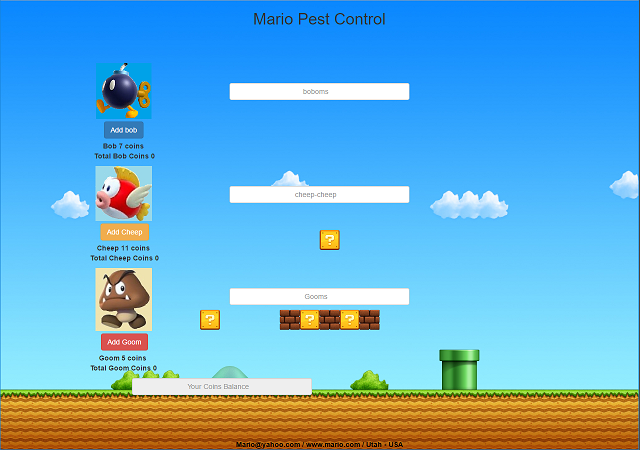 Mario Pest Control
boboms
Add bob
Bob 7 coins
Total Bob Coins 0
cheep-cheep
Add Cheep
Cheep 11 coins
Total Cheep Coins 0
?
Gooms
? ? ?
Add Goom
Goom 5 coins
Total Goom Coins 0
Your Coins Balance
Mario@yahoo.com / www.mario.com / Utah - USA